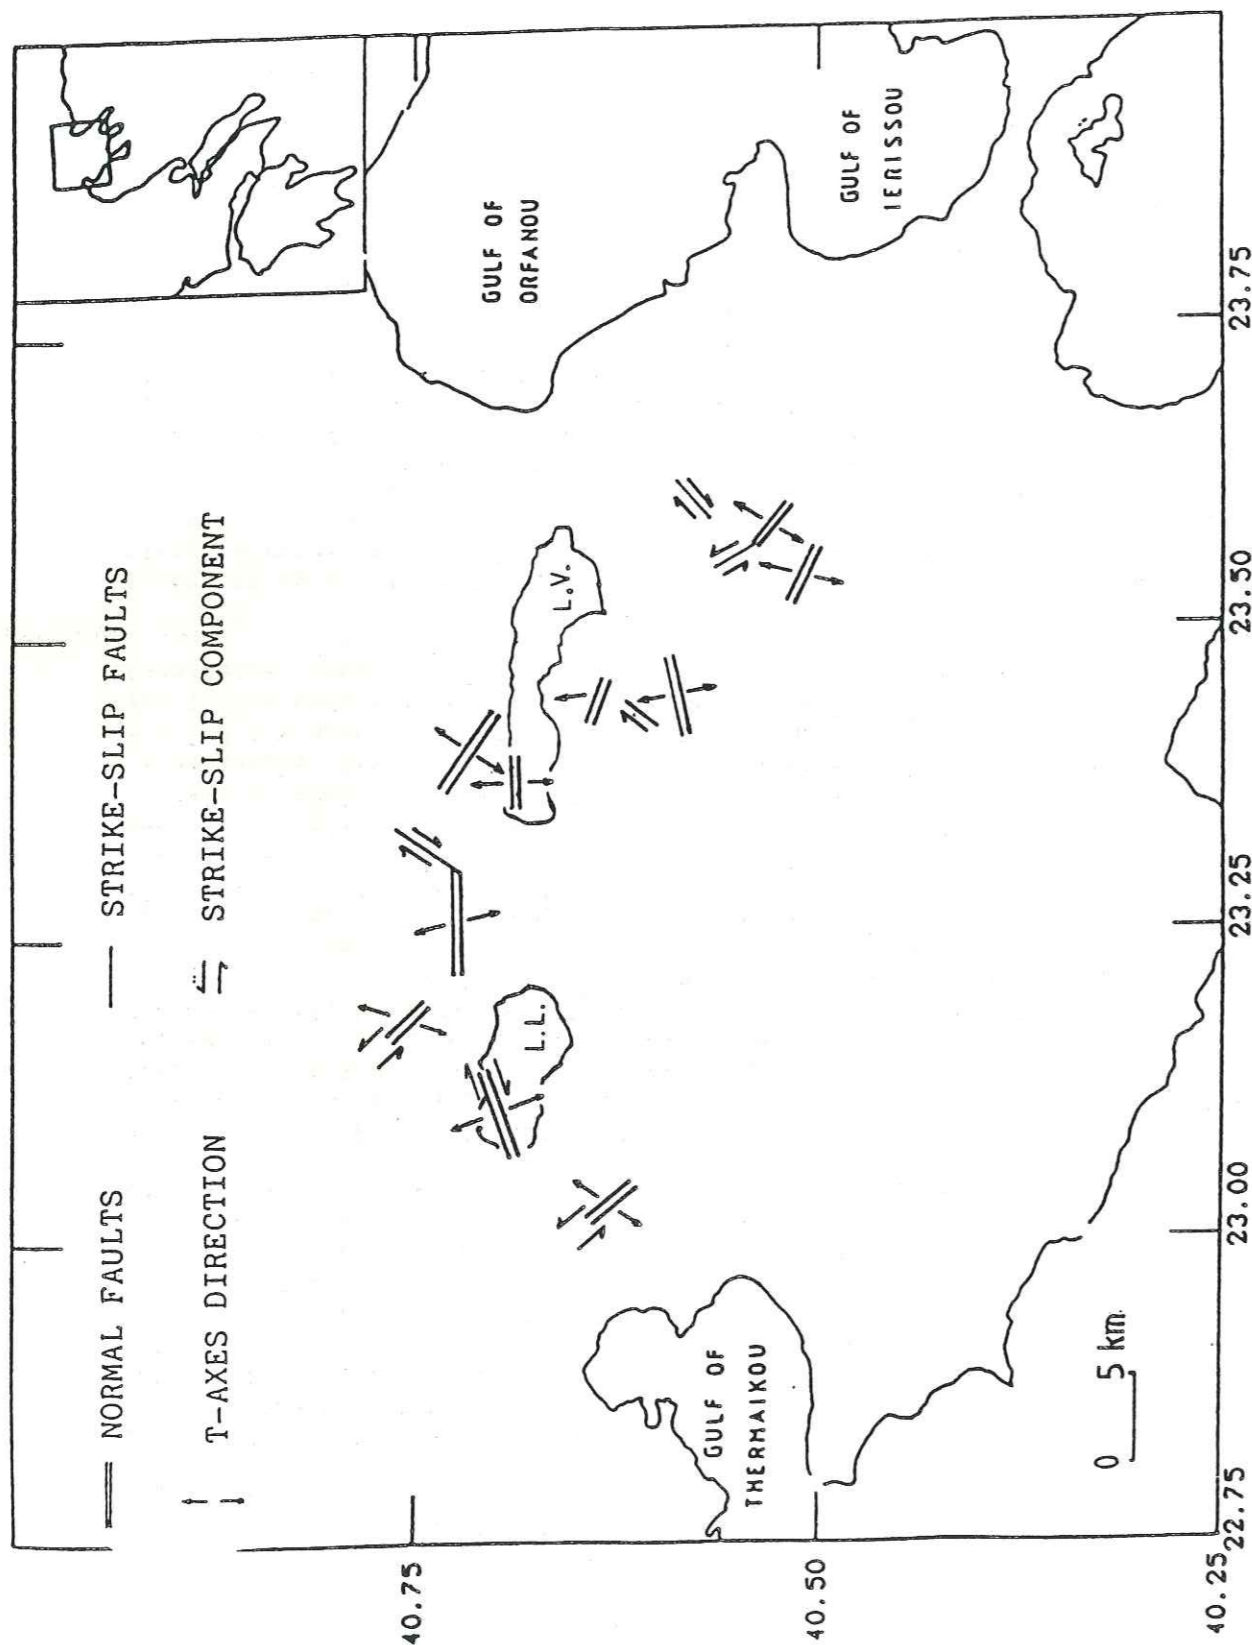 NORMAL FAULTS
STRIKE-SLIP FAULTS
T-AXES DIRECTION
STRIKE-SLIP COMPONENT
GULF OF
ORFANOU
GULF OF
IERISSOU
GULF OF
THERMAIKOU
L.L.
L.V.
0 5 km
40.75
40.50
40.25
22.75
23.00
23.25
23.50
23.75